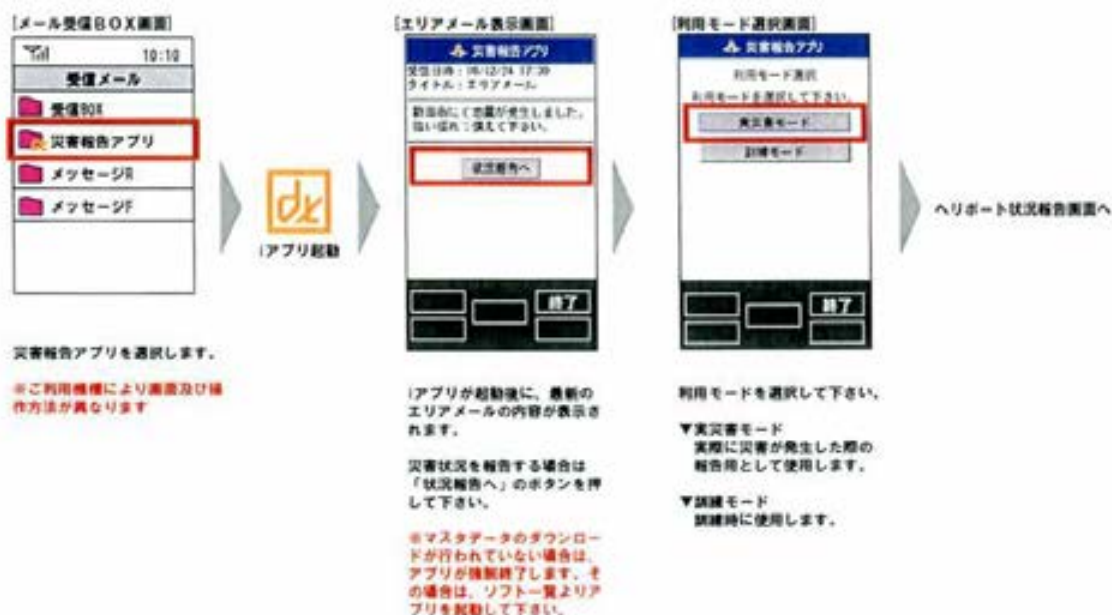 [メール受信BOX画面]
10:10
受信メール
受信BOX
災害報告アプリ
メッセージR
メッセージF
災害報告アプリを選択します。
※ご利用機種により画面及び操
作方法が異なります
iアプリ起動
[エリアメール表示画面]
災害報告アプリ
タイトル：エリアメール
状況報告へ
終了
iアプリが起動後に、最新の
エリアメールの内容が表示さ
れます。
災害状況を報告する場合は
「状況報告へ」のボタンを押
して下さい。
※マスタデータのダウンロー
ドが行われていない場合は、
アプリが強制終了します。そ
の場合は、ソフト一覧よりア
プリを起動して下さい。
[利用モード選択画面]
災害報告アプリ
利用モード選択
利用モードを選択して下さい。
実災害モード
訓練モード
終了
利用モードを選択して下さい。
▼実災害モード
実際に災害が発生した際の
報告用として使用します。
▼訓練モード
訓練時に使用します。
ヘリポート状況報告画面へ